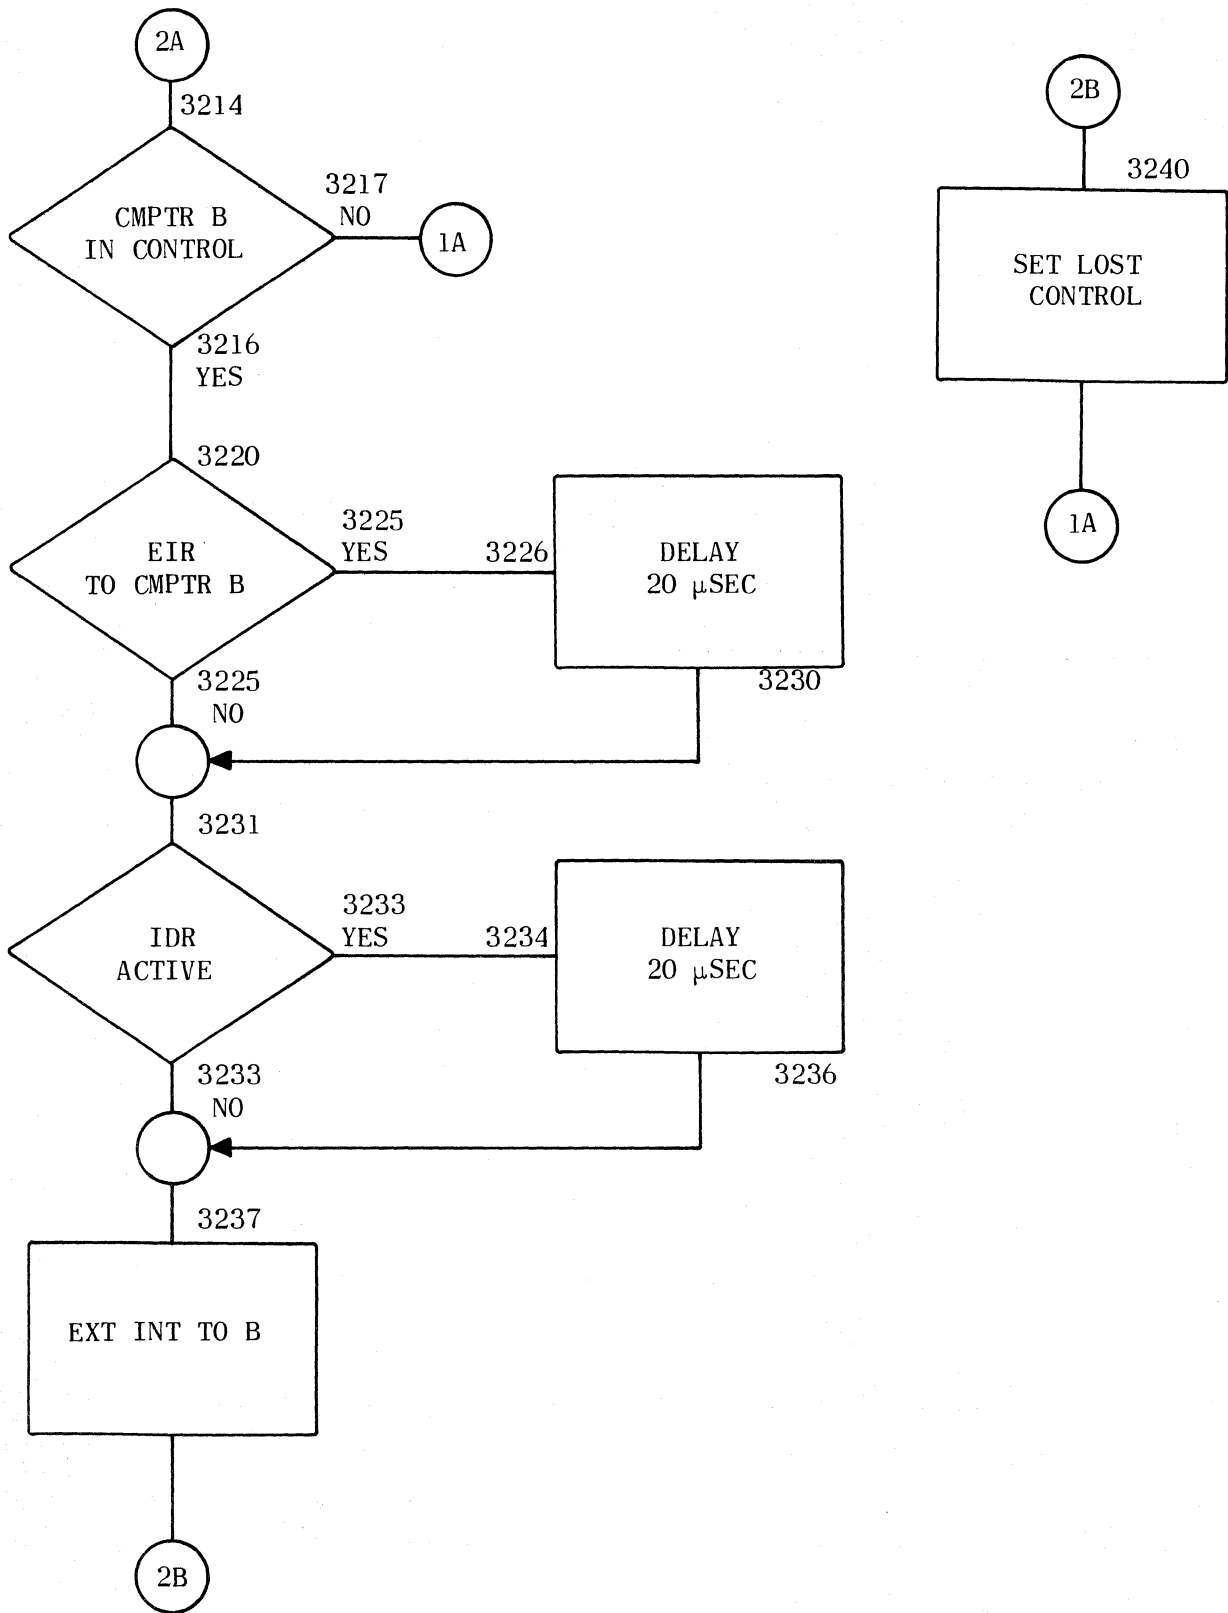 2A
3214
CMPTR B
IN CONTROL
3217
NO
1A
3216
YES
3220
EIR
TO CMPTR B
3225
YES
3226
DELAY
20 μSEC
3230
3225
NO
3231
IDR
ACTIVE
3233
YES
3234
DELAY
20 μSEC
3236
3233
NO
3237
EXT INT TO B
2B
2B
3240
SET LOST
CONTROL
1A